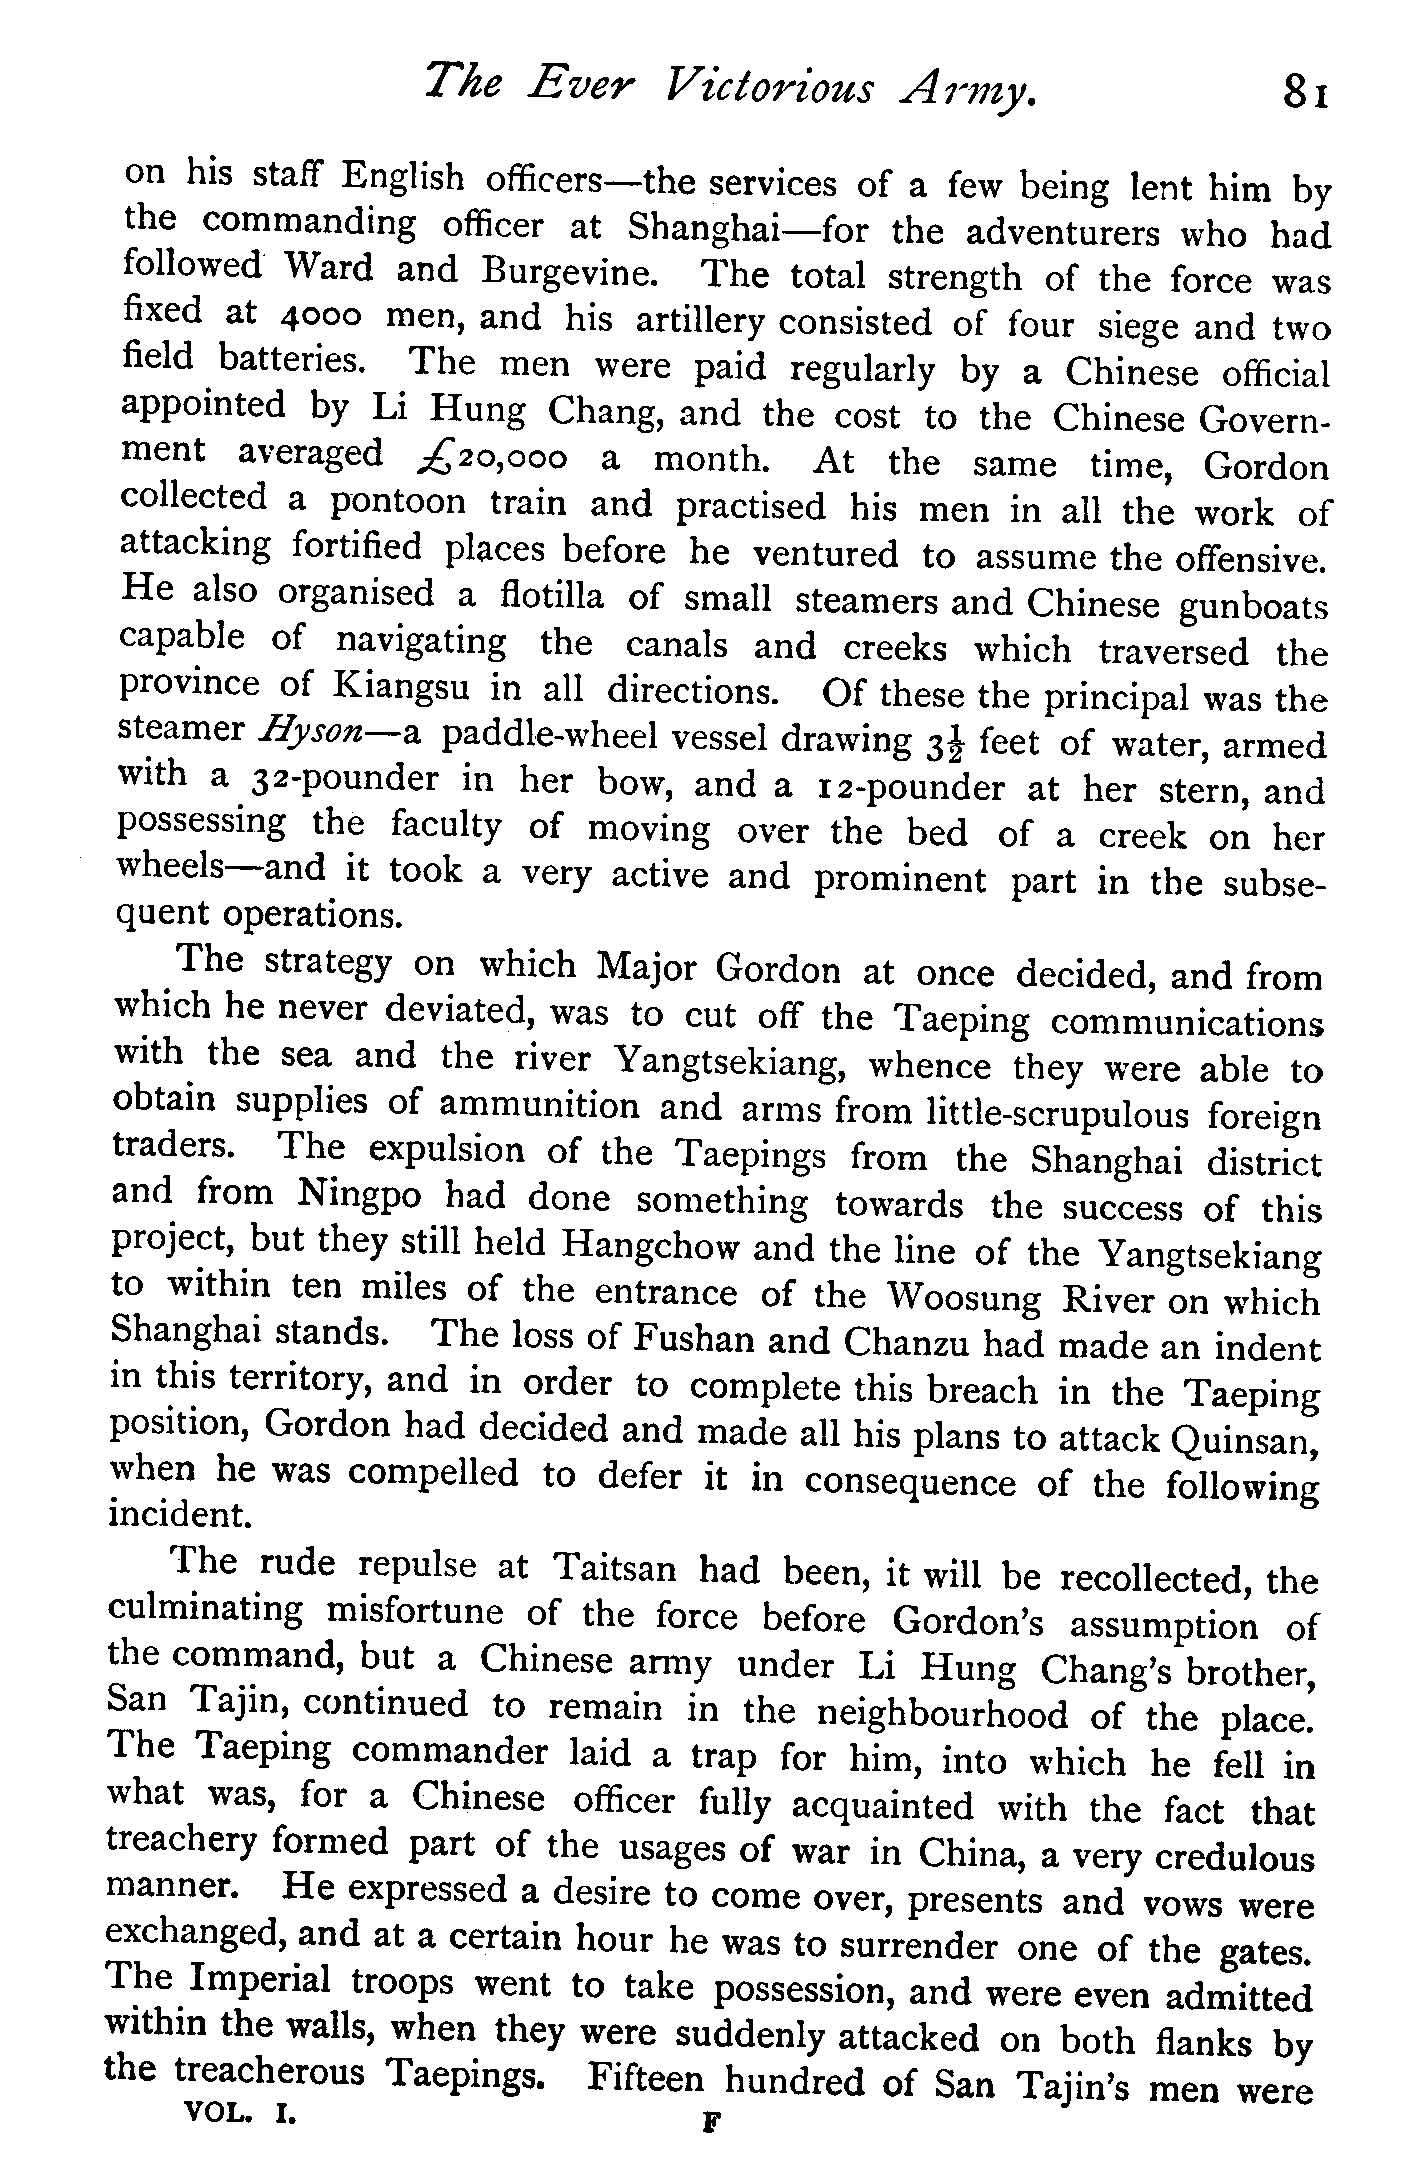 The Ever Victorious Army. 81
on his staff English officers—the services of a few being lent him by
the commanding officer at Shanghai—for the adventurers who had
followed Ward and Burgevine. The total strength of the force was
fixed at 4000 men, and his artillery consisted of four siege and two
field batteries. The men were paid regularly by a Chinese official
appointed by Li Hung Chang, and the cost to the Chinese Govern-
ment averaged £20,000 a month. At the same time, Gordon
collected a pontoon train and practised his men in all the work of
attacking fortified places before he ventured to assume the offensive.
He also organised a flotilla of small steamers and Chinese gunboats
capable of navigating the canals and creeks which traversed the
province of Kiangsu in all directions. Of these the principal was the
steamer Hyson—a paddle-wheel vessel drawing 3½ feet of water, armed
with a 32-pounder in her bow, and a 12-pounder at her stern, and
possessing the faculty of moving over the bed of a creek on her
wheels—and it took a very active and prominent part in the subse-
quent operations.
The strategy on which Major Gordon at once decided, and from
which he never deviated, was to cut off the Taeping communications
with the sea and the river Yangtsekiang, whence they were able to
obtain supplies of ammunition and arms from little-scrupulous foreign
traders. The expulsion of the Taepings from the Shanghai district
and from Ningpo had done something towards the success of this
project, but they still held Hangchow and the line of the Yangtsekiang
to within ten miles of the entrance of the Woosung River on which
Shanghai stands. The loss of Fushan and Chanzu had made an indent
in this territory, and in order to complete this breach in the Taeping
position, Gordon had decided and made all his plans to attack Quinsan,
when he was compelled to defer it in consequence of the following
incident.
The rude repulse at Taitsan had been, it will be recollected, the
culminating misfortune of the force before Gordon's assumption of
the command, but a Chinese army under Li Hung Chang's brother,
San Tajin, continued to remain in the neighbourhood of the place.
The Taeping commander laid a trap for him, into which he fell in
what was, for a Chinese officer fully acquainted with the fact that
treachery formed part of the usages of war in China, a very credulous
manner. He expressed a desire to come over, presents and vows were
exchanged, and at a certain hour he was to surrender one of the gates.
The Imperial troops went to take possession, and were even admitted
within the walls, when they were suddenly attacked on both flanks by
the treacherous Taepings. Fifteen hundred of San Tajin's men were
VOL. I. F